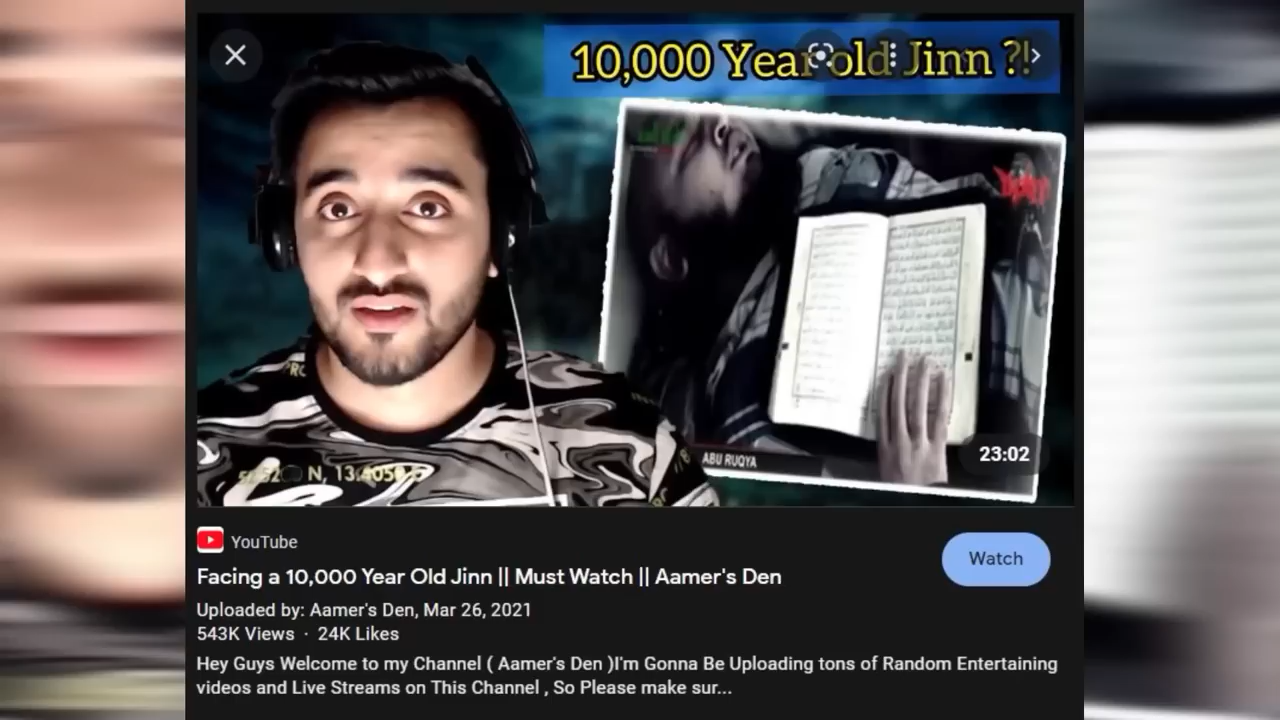 10,000 Year old Jinn ?!
ABU RUQYA
23:02
YouTube
Watch
Facing a 10,000 Year Old Jinn || Must Watch || Aamer's Den
Uploaded by: Aamer's Den, Mar 26, 2021
543K Views · 24K Likes
Hey Guys Welcome to my Channel ( Aamer's Den )I'm Gonna Be Uploading tons of Random Entertaining
videos and Live Streams on This Channel , So Please make sur...